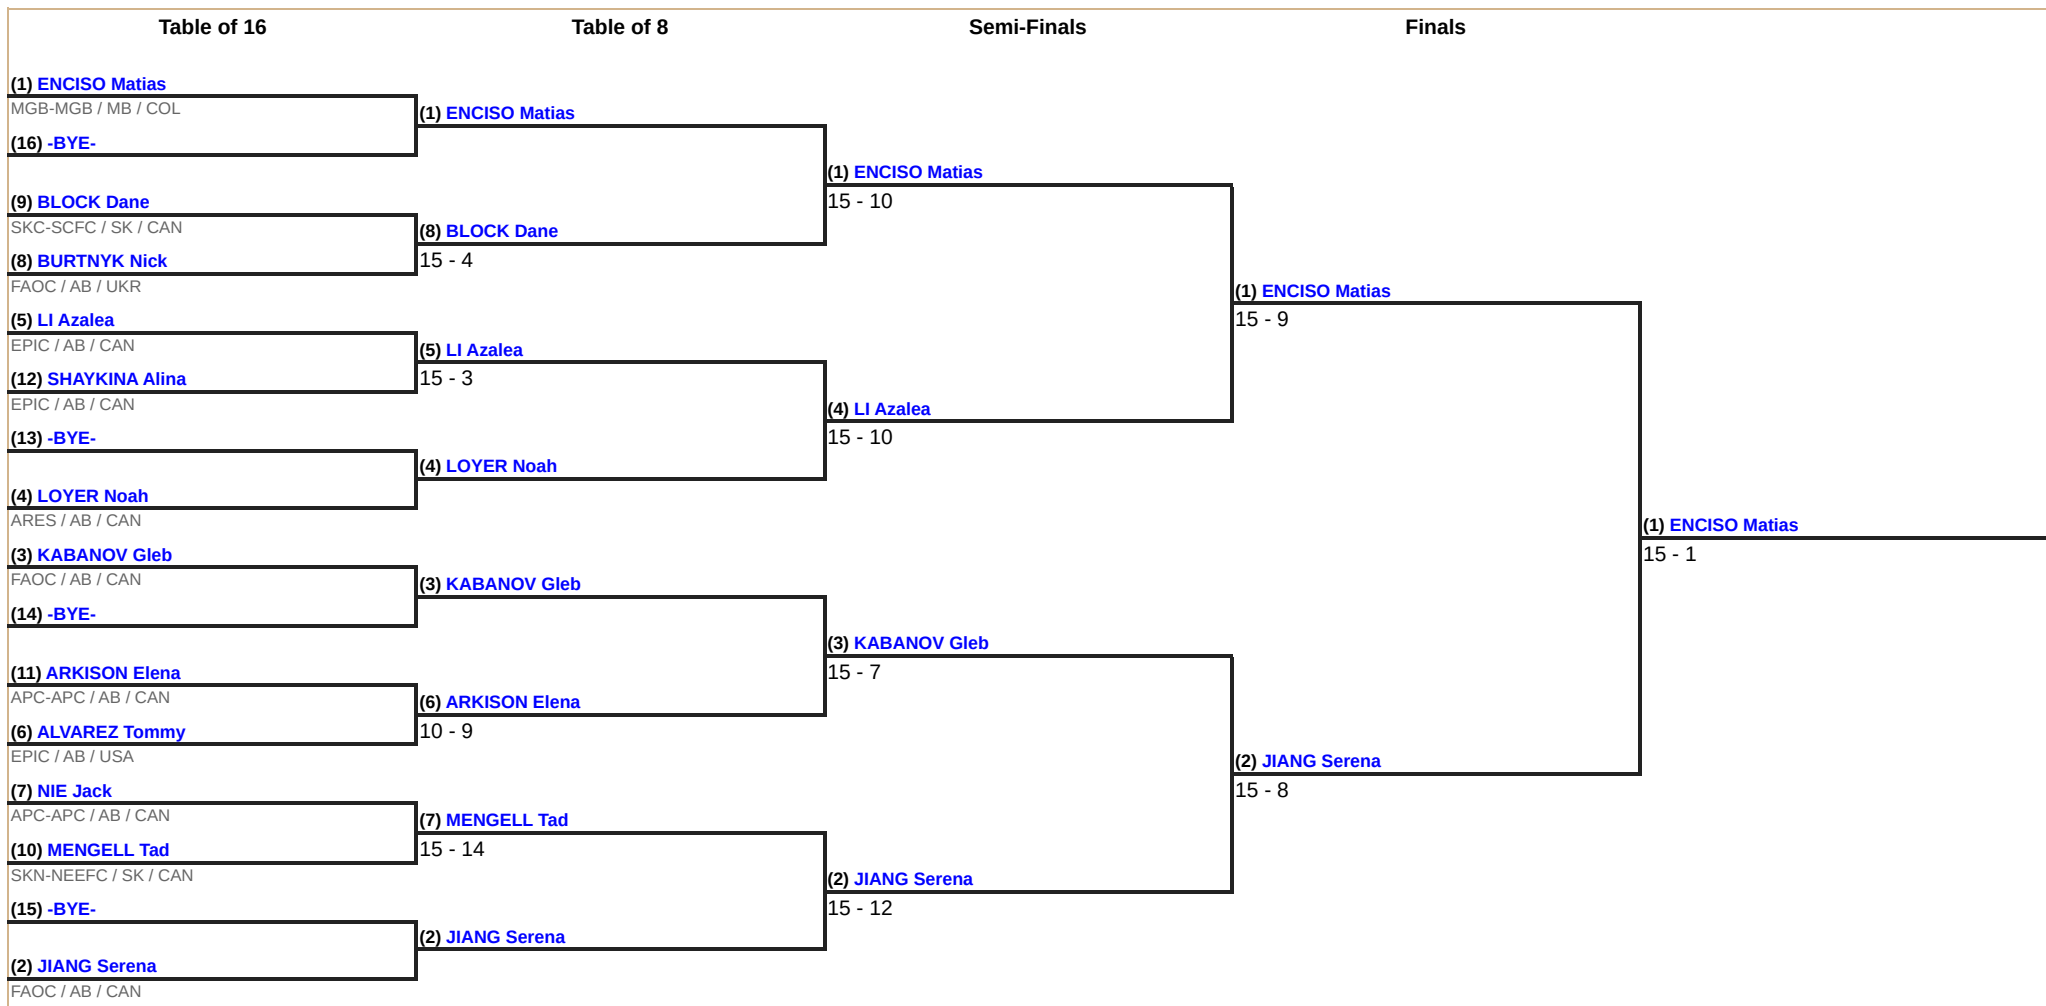 Table of 16
Table of 8
Semi-Finals
Finals
(1) ENCISO Matias
MGB-MGB / MB / COL
(16) -BYE-
(9) BLOCK Dane
SKC-SCFC / SK / CAN
(8) BURTNYK Nick
FAOC / AB / UKR
(5) LI Azalea
EPIC / AB / CAN
(12) SHAYKINA Alina
EPIC / AB / CAN
(13) -BYE-
(4) LOYER Noah
ARES / AB / CAN
(3) KABANOV Gleb
FAOC / AB / CAN
(14) -BYE-
(11) ARKISON Elena
APC-APC / AB / CAN
(6) ALVAREZ Tommy
EPIC / AB / USA
(7) NIE Jack
APC-APC / AB / CAN
(10) MENGELL Tad
SKN-NEEFC / SK / CAN
(15) -BYE-
(2) JIANG Serena
FAOC / AB / CAN
(1) ENCISO Matias
(8) BLOCK Dane
15 - 4
(5) LI Azalea
15 - 3
(4) LOYER Noah
(3) KABANOV Gleb
(6) ARKISON Elena
10 - 9
(7) MENGELL Tad
15 - 14
(2) JIANG Serena
(1) ENCISO Matias
15 - 10
(4) LI Azalea
15 - 10
(3) KABANOV Gleb
15 - 7
(2) JIANG Serena
15 - 12
(1) ENCISO Matias
15 - 9
(2) JIANG Serena
15 - 8
(1) ENCISO Matias
15 - 1